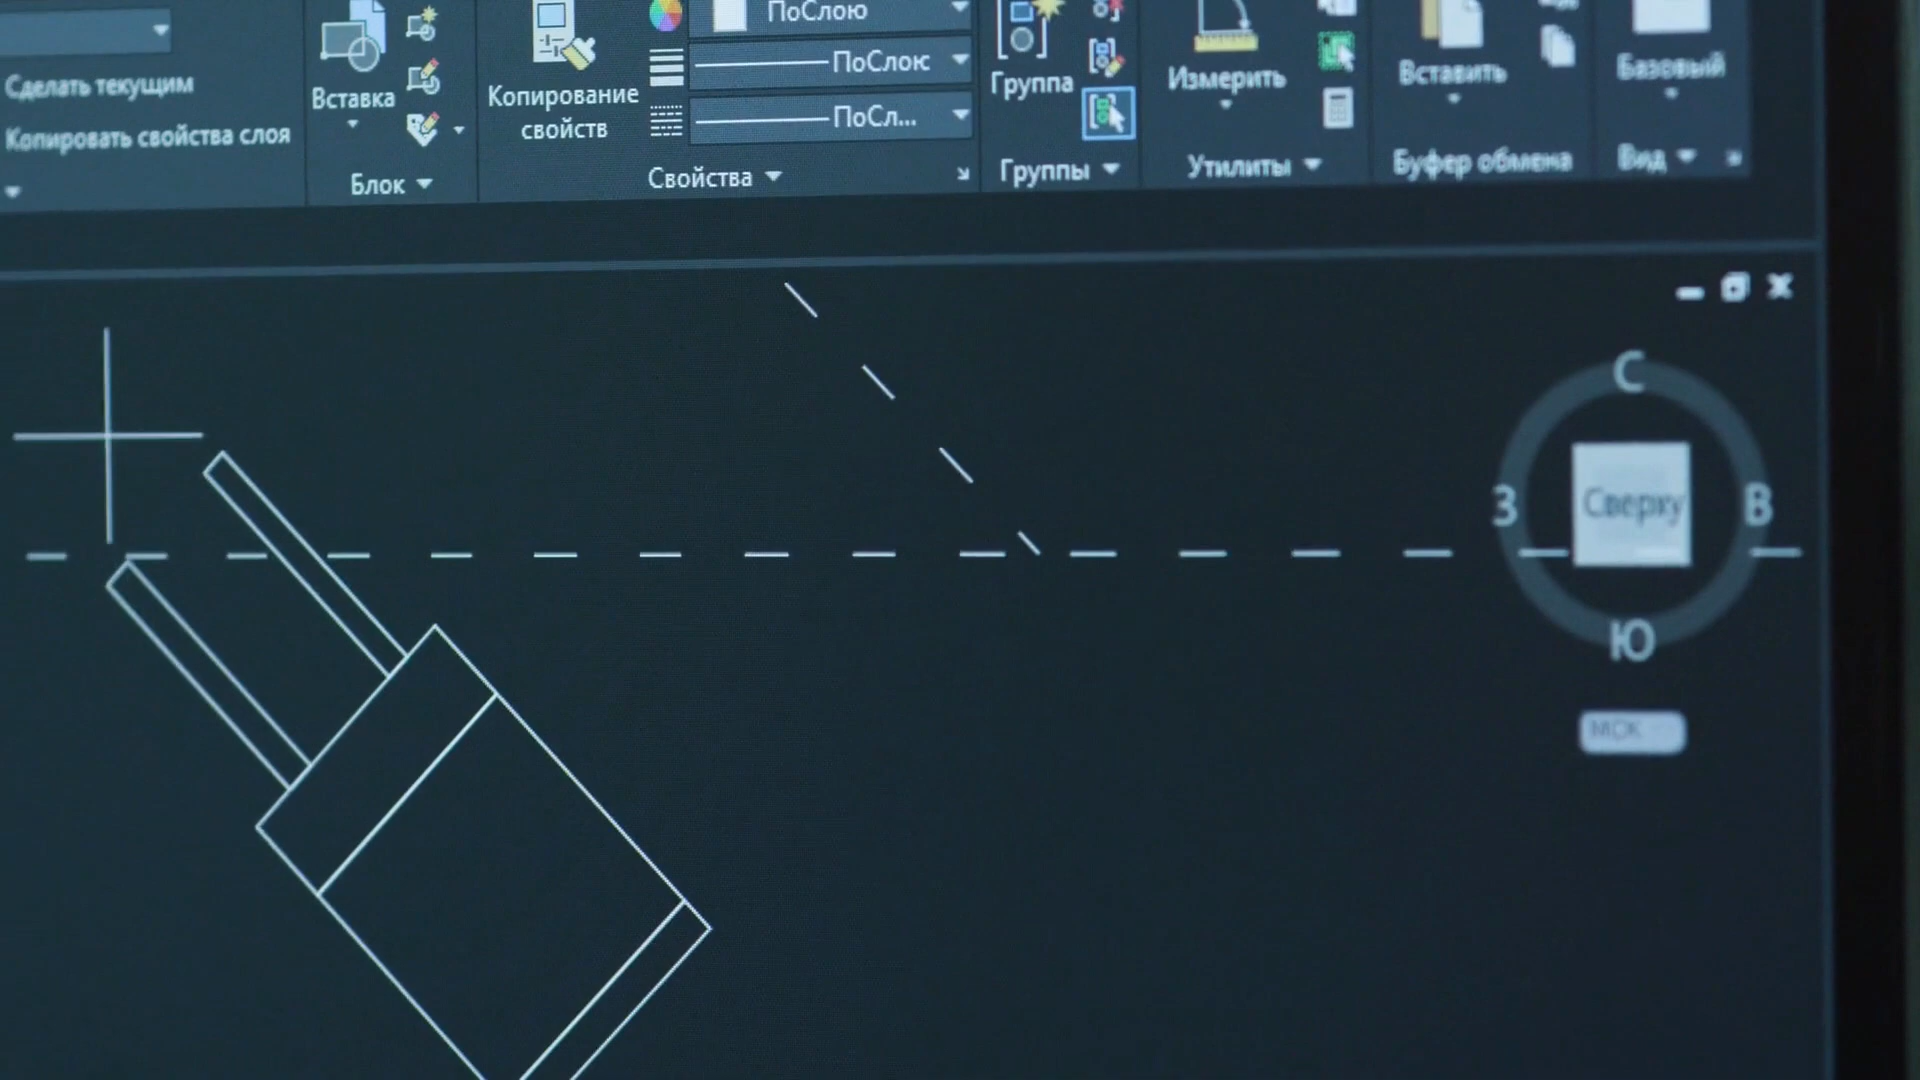 ПоСлою
Сделать текущим
Копировать свойства слоя
Вставка
Блок
Копирование
свойств
ПоСлою
ПоСл...
Свойства
Группа
Группы
Измерить
Утилиты
Вставить
Буфер обмена
Базовый
Вид
С
З
Сверху
В
Ю
МСК